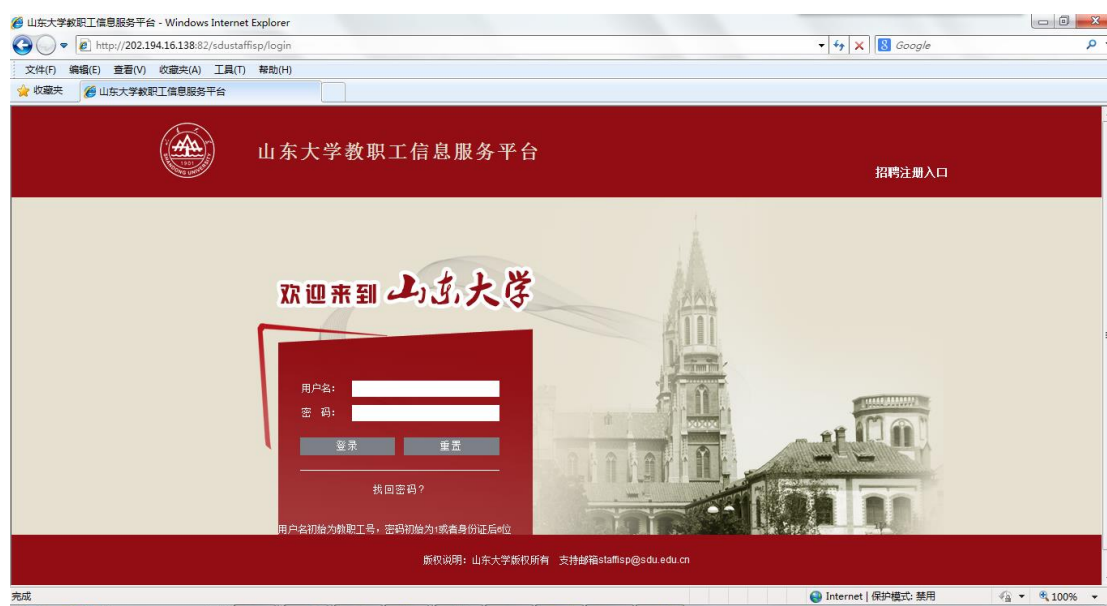 山东大学教职工信息服务平台 - Windows Internet Explorer
http://202.194.16.138:82/sdustaffisp/login
Google
文件(F) 编辑(E) 查看(V) 收藏夹(A) 工具(T) 帮助(H)
收藏夹 山东大学教职工信息服务平台
山东大学教职工信息服务平台
招聘注册入口
欢迎来到 山东大学
用户名:
密 码:
登录 重置
找回密码?
用户名初始为教职工号,密码初始为1或者身份证后6位
版权说明:山东大学版权所有 支持邮箱staffisp@sdu.edu.cn
完成 Internet | 保护模式: 禁用 100%